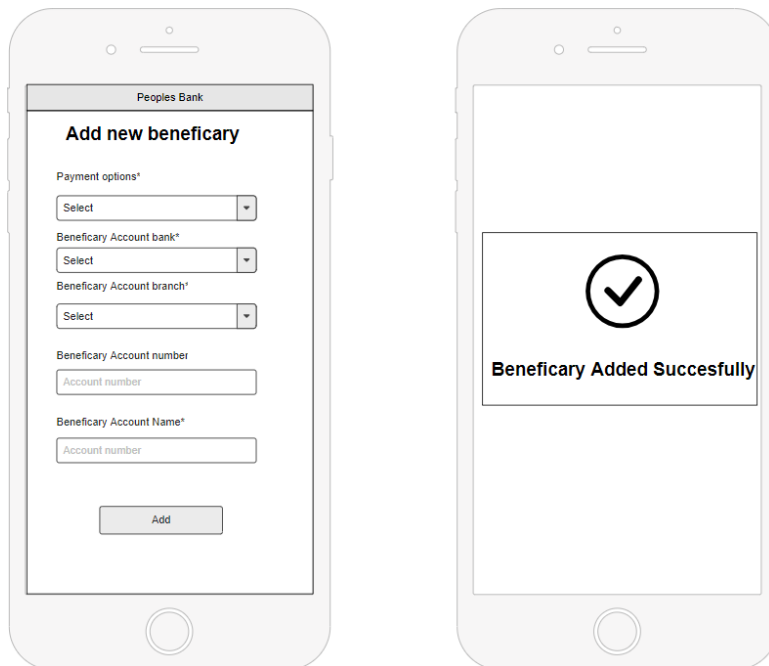 Peoples Bank
Add new beneficary
Payment options*
Select
Beneficary Account bank*
Select
Beneficary Account branch*
Select
Beneficary Account number
Account number
Beneficary Account Name*
Account number
Add
Beneficary Added Succesfully